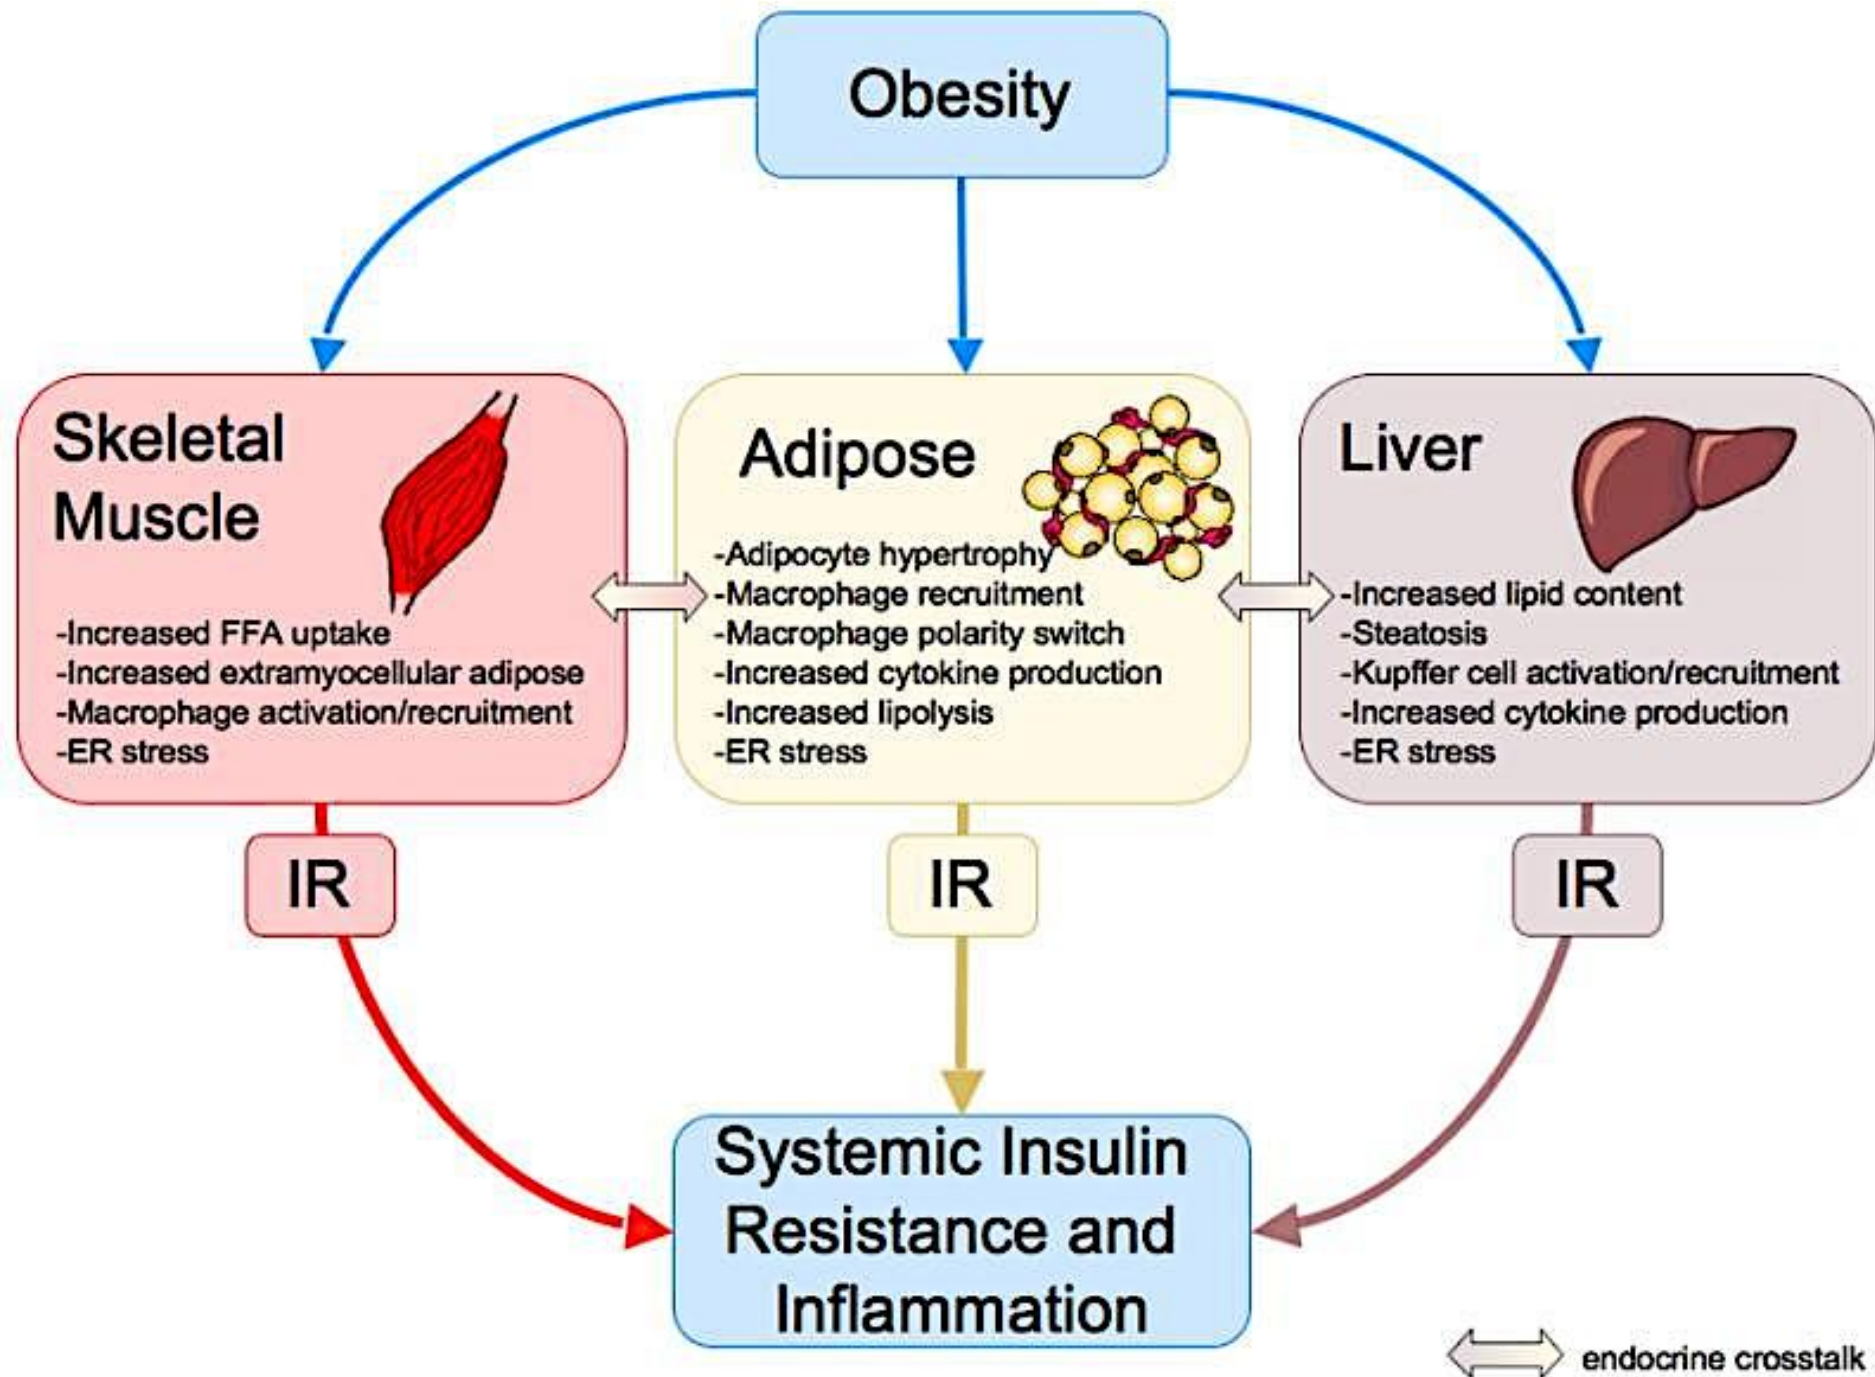 Obesity
Skeletal
Muscle
-Increased FFA uptake
-Increased extramyocellular adipose
-Macrophage activation/recruitment
-ER stress
Adipose
-Adipocyte hypertrophy
-Macrophage recruitment
-Macrophage polarity switch
-Increased cytokine production
-Increased lipolysis
-ER stress
Liver
-Increased lipid content
-Steatosis
-Kupffer cell activation/recruitment
-Increased cytokine production
-ER stress
IR
IR
IR
Systemic Insulin
Resistance and
Inflammation
endocrine crosstalk